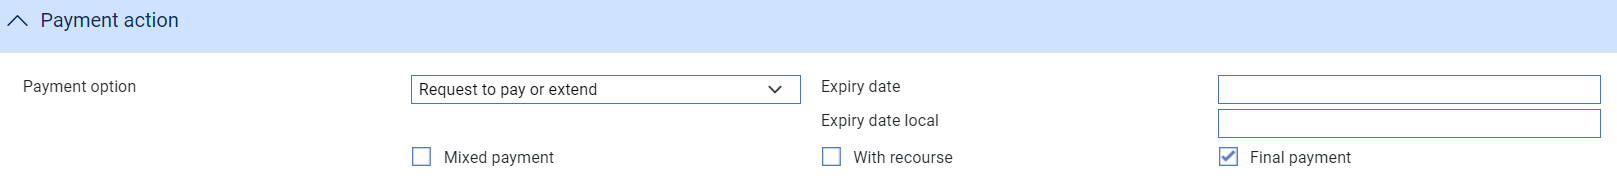 Payment action
Payment option Request to pay or extend Expiry date
Expiry date local
Mixed payment With recourse Final payment